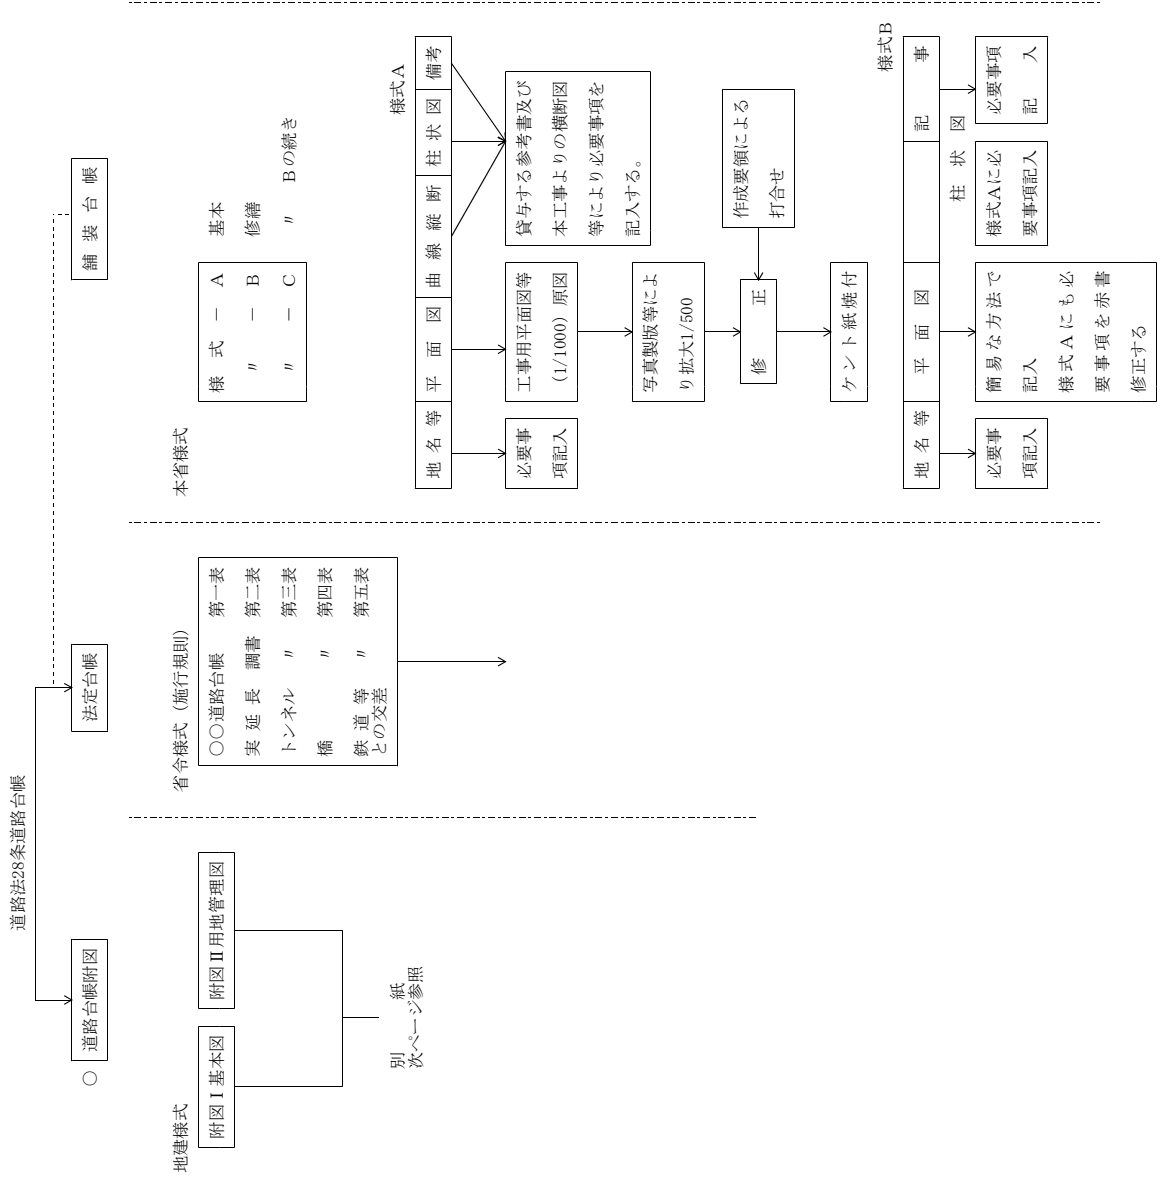 道路法28条道路台帳
○ 道路台帳附図
法定台帳
舗装台帳
地建様式
附図Ⅰ基本図
附図Ⅱ用地管理図
別紙
次ページ参照
省令様式（施行規則）
○○道路台帳 第一表
実延長調書 第二表
トンネル 〃 第三表
橋 〃 第四表
鉄道等との交差 〃 第五表
本省様式
様式－A 基本
〃－B 修繕
〃－C 〃 Bの続き
様式A
地名等 平面図 曲線縦断 柱状図 備考
必要事
項記入
工事用平面図等
（1/1000）原図
貸与する参考書及び
本工事よりの横断図
等により必要事項を
記入する。
写真製版等によ
り拡大1/500
修正
作成要領による
打合せ
ケント紙焼付
様式B
地名等 平面図 記事
柱状図
必要事
項記入
簡易な方法で
記入
様式Aにも必
要事項を赤書
修正する
様式Aに必
要事項記入
必要事項
記入